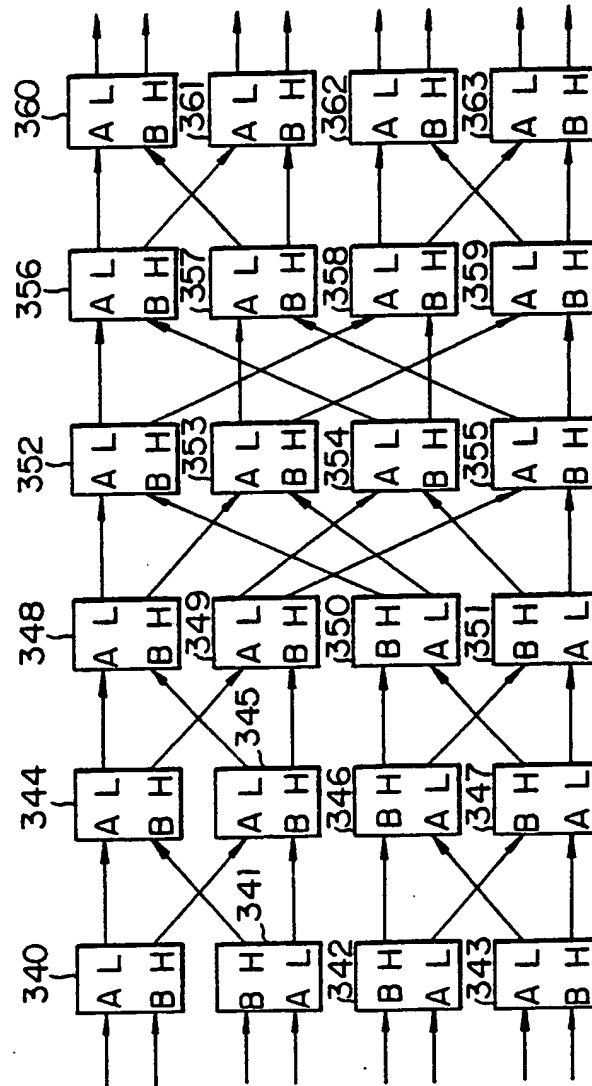 340 344 348 352 356 360
A L A L A L A L A L A L
B H B H B H B H B H B H
341 345 349 353 357 361
B H A L A L A L A L A L
A L B H B H B H B H B H
342 346 350 354 358 362
B H B H B H A L A L A L
A L A L A L B H B H B H
343 347 351 355 359 363
A L B H B H A L A L A L
B H A L A L B H B H B H